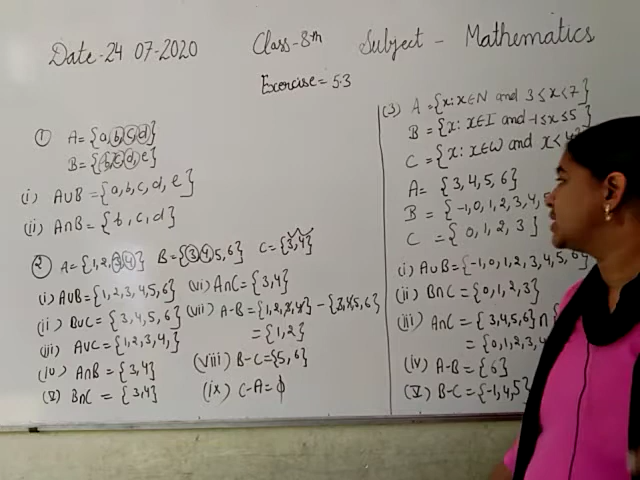 Date-24 07-2020 Class-8th Subject - Mathematics
Exercise = 5.3
① A={a,b,c,d}
B={b,c,d,e}
(i) A∪B={a,b,c,d,e}
(ii) A∩B={b,c,d}
② A={1,2,3,4} B={3,4,5,6} C={3,4}
(i) A∪B={1,2,3,4,5,6}
(ii) B∪C={3,4,5,6}
(iii) A∪C={1,2,3,4,}
(iv) A∩B={3,4}
(v) B∩C={3,4}
(vi) A∩C={3,4}
(vii) A-B={1,2,3,4}-{3,4,5,6}
={1,2}
(viii) B-C={5,6}
(ix) C-A=ϕ
(3) A={x:x∈N and 3≤x<7}
B={x: x∈I and -1≤x≤5}
C={x: x∈W and x<4
A={3,4,5,6}
B={-1,0,1,2,3,4,5
C={0,1,2,3}
(i) A∪B={-1,0,1,2,3,4,5,6}
(ii) B∩C={0,1,2,3}
(iii) A∩C={3,4,5,6}∩{
={0,1,2,3,4
(iv) A-B={6}
(v) B-C={-1,4,5}